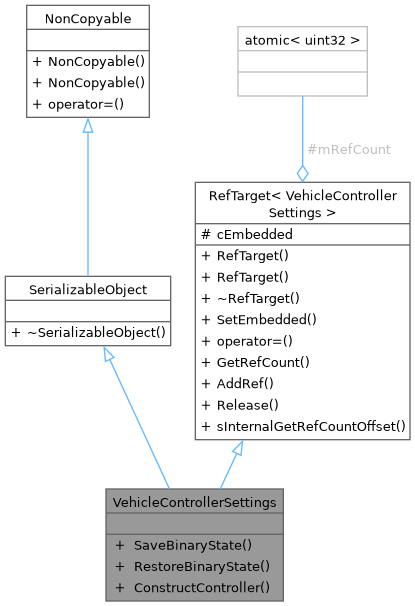 NonCopyable
+ NonCopyable()
+ NonCopyable()
+ operator=()
atomic< uint32 >
#mRefCount
RefTarget< VehicleController
Settings >
# cEmbedded
+ RefTarget()
+ RefTarget()
+ ~RefTarget()
+ SetEmbedded()
+ operator=()
+ GetRefCount()
+ AddRef()
+ Release()
+ sInternalGetRefCountOffset()
SerializableObject
+ ~SerializableObject()
VehicleControllerSettings
+ SaveBinaryState()
+ RestoreBinaryState()
+ ConstructController()